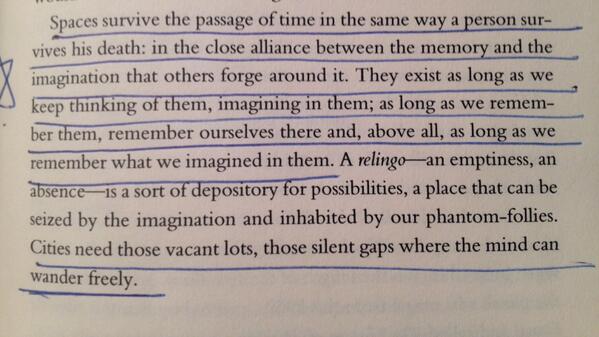 Spaces survive the passage of time in the same way a person sur-
vives his death: in the close alliance between the memory and the
imagination that others forge around it. They exist as long as we
keep thinking of them, imagining in them; as long as we remem-
ber them, remember ourselves there and, above all, as long as we
remember what we imagined in them. A relingo—an emptiness, an
absence—is a sort of depository for possibilities, a place that can be
seized by the imagination and inhabited by our phantom-follies.
Cities need those vacant lots, those silent gaps where the mind can
wander freely.